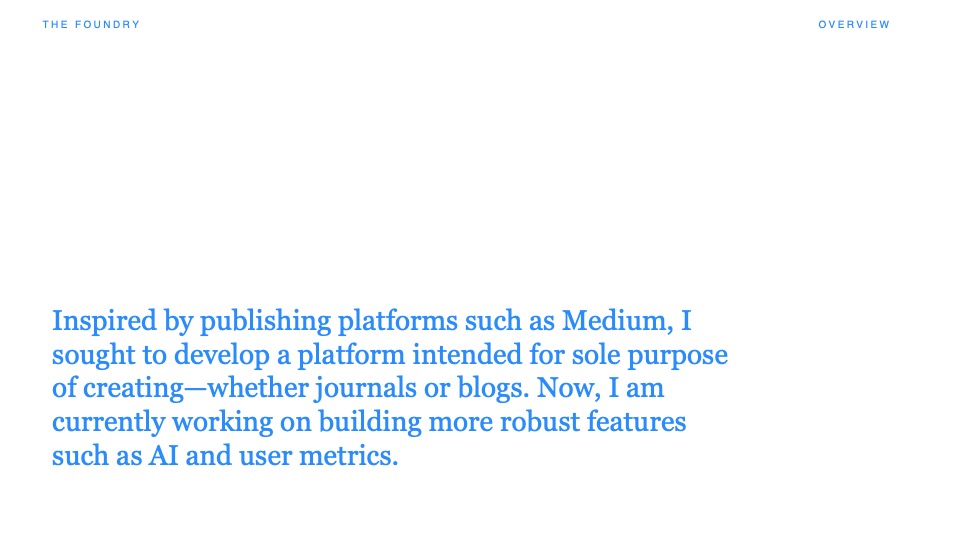 THE FOUNDRY
OVERVIEW
Inspired by publishing platforms such as Medium, I
sought to develop a platform intended for sole purpose
of creating—whether journals or blogs. Now, I am
currently working on building more robust features
such as AI and user metrics.